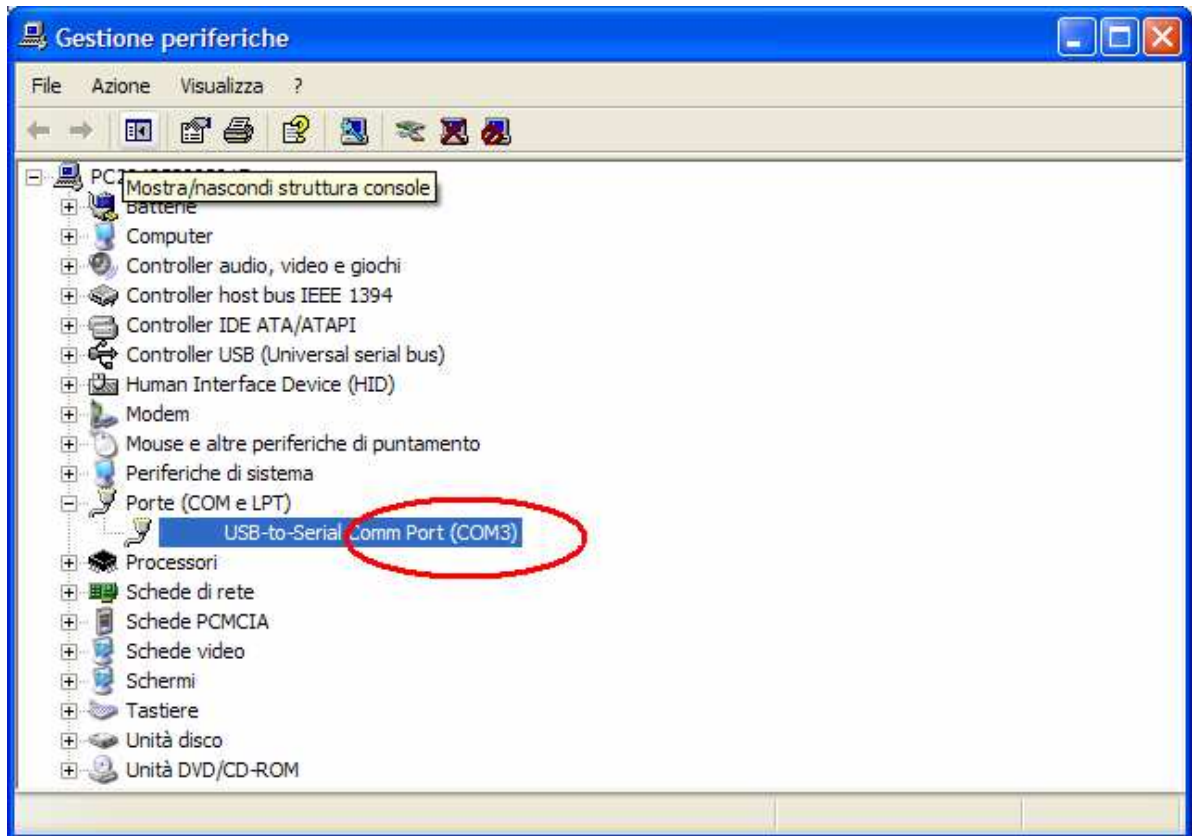 Gestione periferiche
File Azione Visualizza ?
Mostra/nascondi struttura console
Batterie
Computer
Controller audio, video e giochi
Controller host bus IEEE 1394
Controller IDE ATA/ATAPI
Controller USB (Universal serial bus)
Human Interface Device (HID)
Modem
Mouse e altre periferiche di puntamento
Periferiche di sistema
Porte (COM e LPT)
USB-to-Serial Comm Port (COM3)
Processori
Schede di rete
Schede PCMCIA
Schede video
Schermi
Tastiere
Unità disco
Unità DVD/CD-ROM